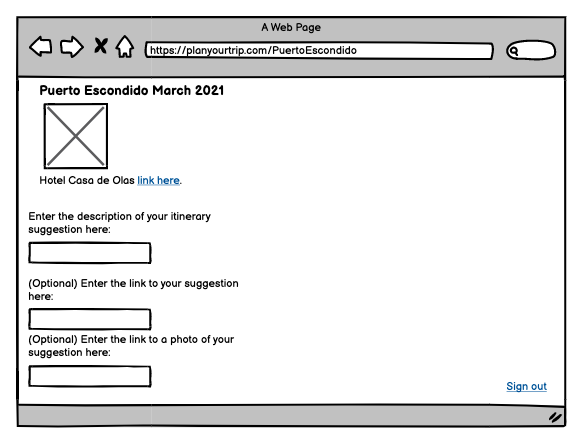 A Web Page
https://planyourtrip.com/PuertoEscondido
Puerto Escondido March 2021
Hotel Casa de Olas link here.
Enter the description of your itinerary
suggestion here:
(Optional) Enter the link to your suggestion
here:
(Optional) Enter the link to a photo of your
suggestion here:
Sign out